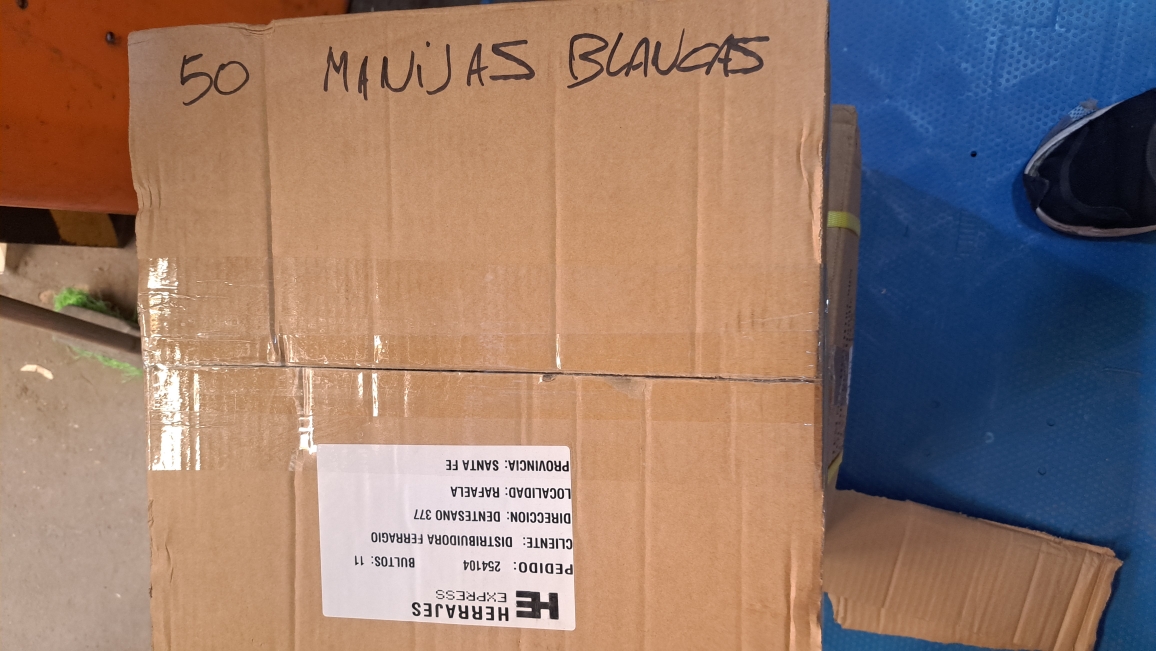 50 MANIJAS BLANCAS
HE HERRAJES
EXPRESS
PEDIDO: 254104 BULTOS: 11
CLIENTE: DISTRIBUIDORA FERRAGIO
DIRECCION: DENTESANO 377
LOCALIDAD: RAFAELA
PROVINCIA: SANTA FE